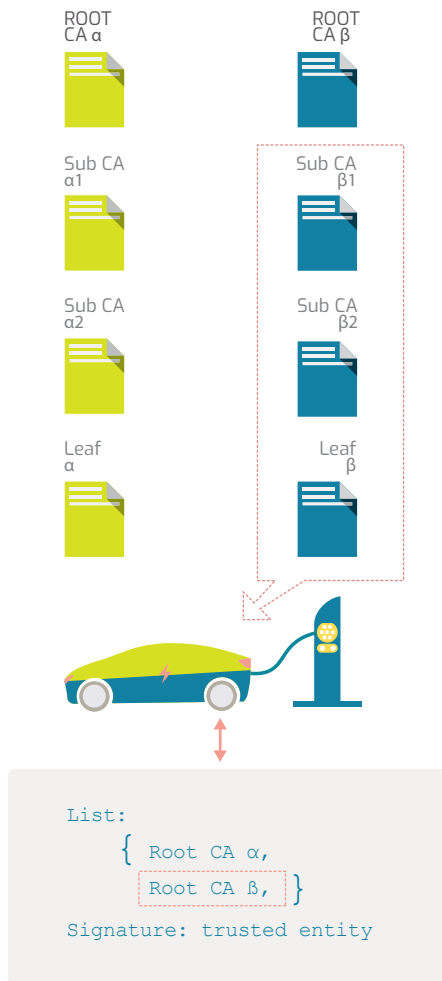 ROOT
CA α
ROOT
CA β
Sub CA
α1
Sub CA
β1
Sub CA
α2
Sub CA
β2
Leaf
α
Leaf
β
List:
{ Root CA α,
Root CA ß, }
Signature: trusted entity